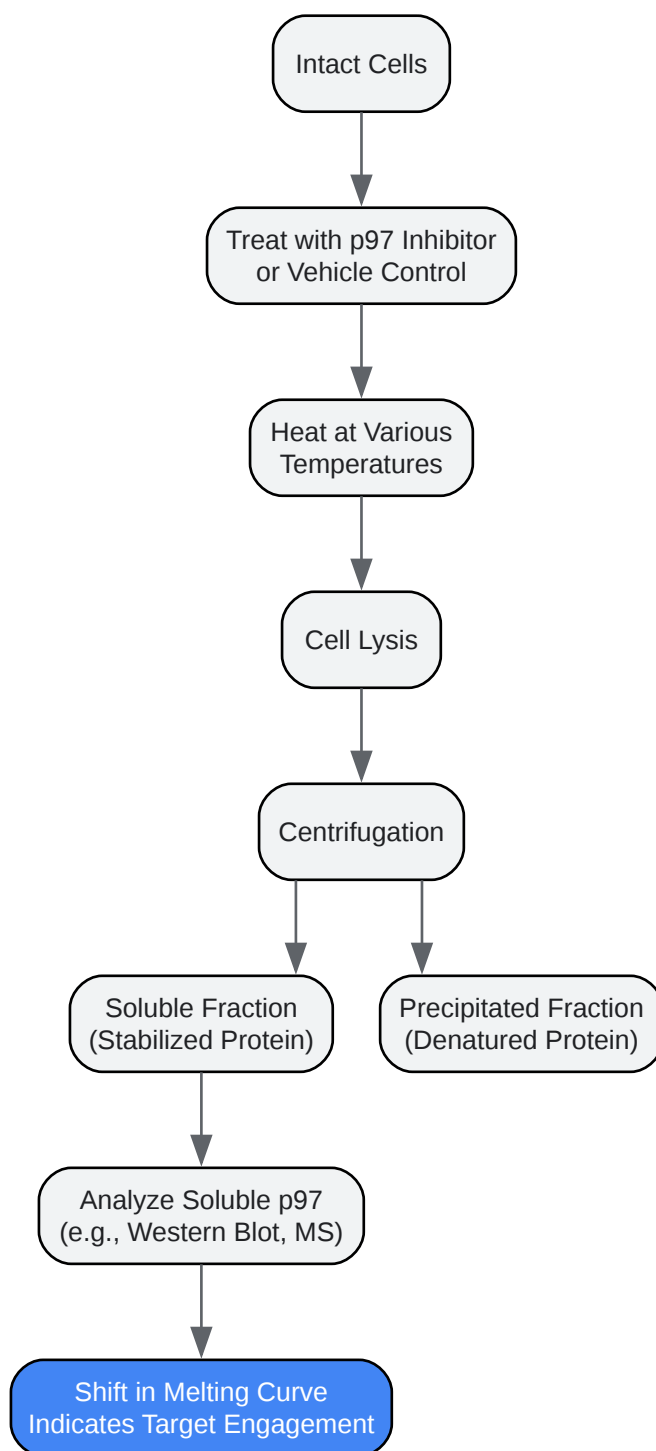 Intact Cells
Treat with p97 Inhibitor
or Vehicle Control
Heat at Various
Temperatures
Cell Lysis
Centrifugation
Soluble Fraction
(Stabilized Protein)
Precipitated Fraction
(Denatured Protein)
Analyze Soluble p97
(e.g., Western Blot, MS)
Shift in Melting Curve
Indicates Target Engagement